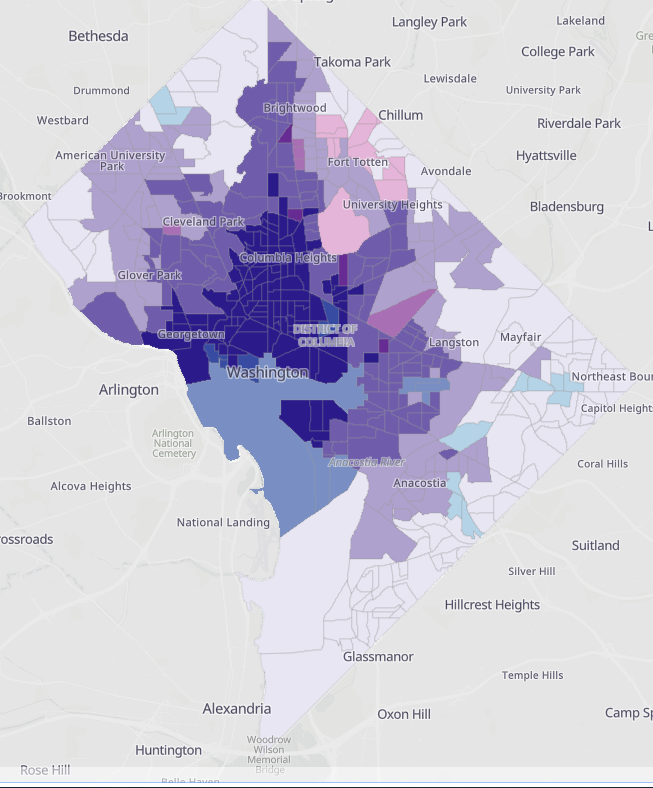 Langley Park
Lakeland
Bethesda
College Park
Takoma Park
Lewisdale
Drummond
University Park
Brightwood
Chillum
Westbard
Riverdale Park
American University
Park
Fort Totten
Hyattsville
Avondale
Brookmont
University Heights
Bladensburg
Cleveland Park
Columbia Heights
Glover Park
Georgetown
DISTRICT OF
COLUMBIA
Langston
Mayfair
Washington
Northeast Bou
Arlington
Capitol Heights
Ballston
Arlington
National
Cemetery
Anacostia River
Coral Hills
Alcova Heights
Anacostia
National Landing
rossroads
Suitland
Silver Hill
Hillcrest Heights
Glassmanor
Temple Hills
Alexandria
Oxon Hill
Camp Sp
Huntington
Woodrow
Wilson
Memorial
Bridge
Rose Hill
Belle Haven